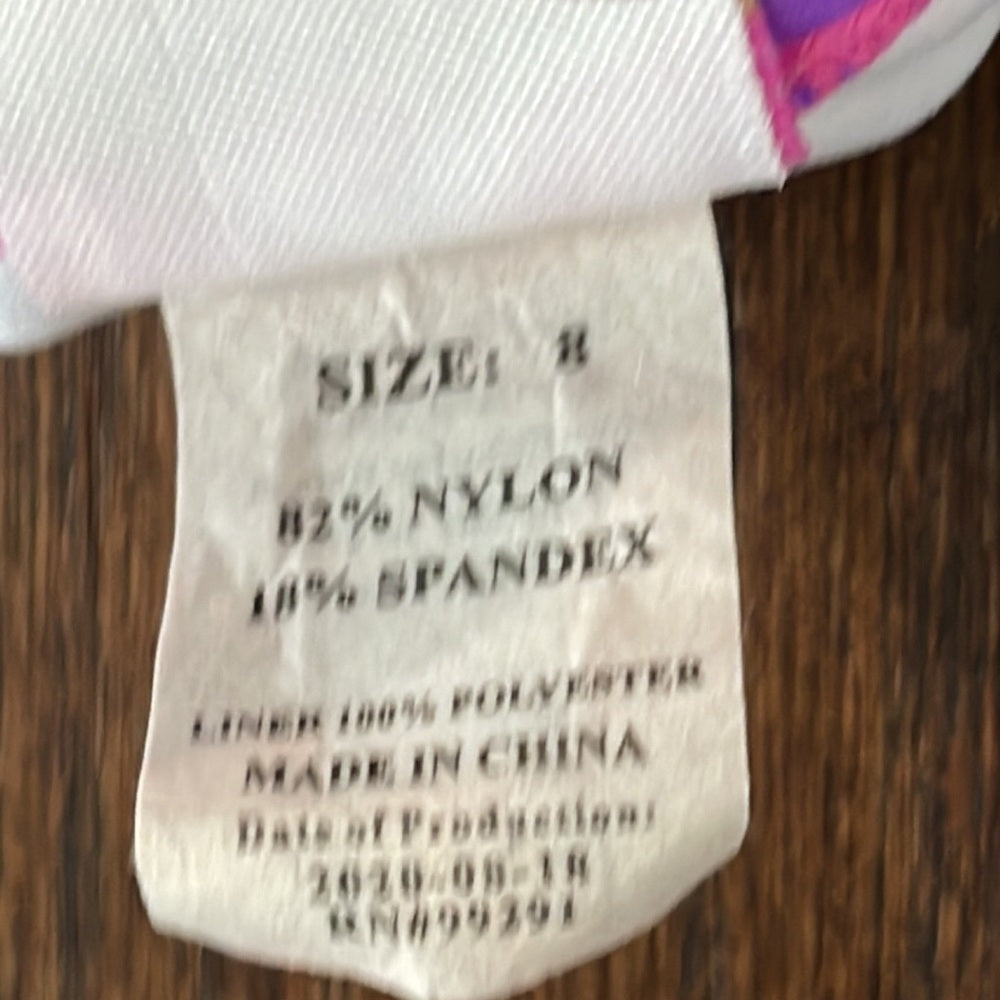 SIZE: 8
82% NYLON
18% SPANDEX
LINER 100% POLYESTER
MADE IN CHINA
Date of Production:
2020-08-18
RN#99291